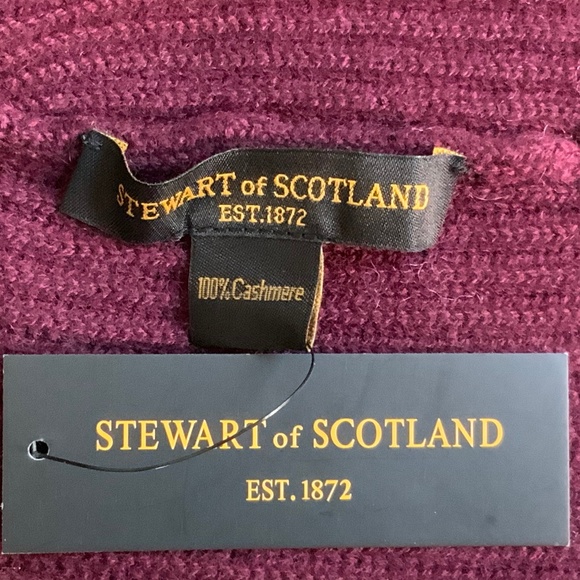 STEWART of SCOTLAND
EST.1872
100%Cashmere
STEWART of SCOTLAND
EST.1872